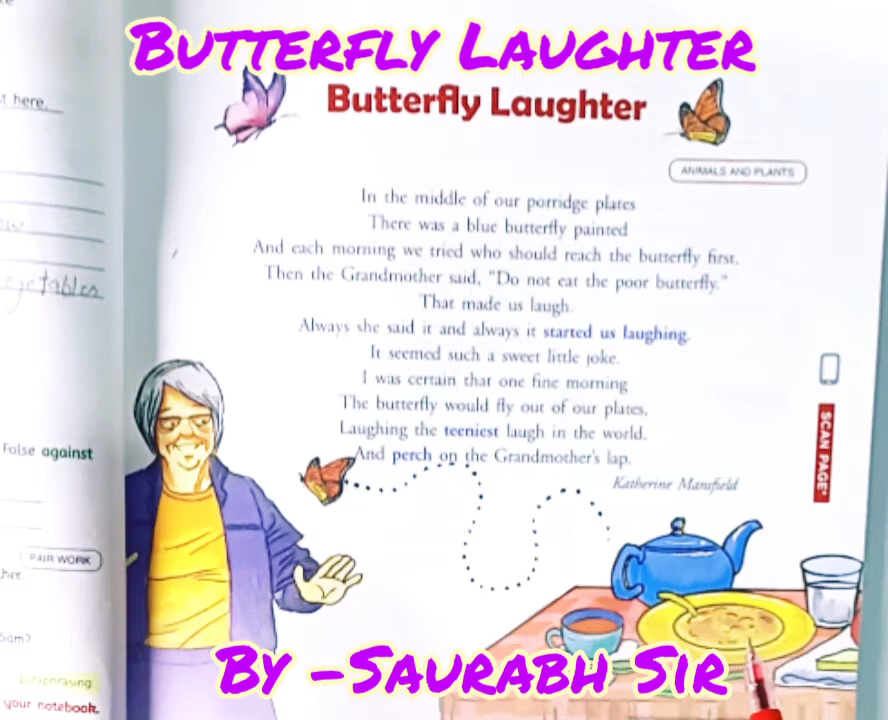 BUTTERFLY LAUGHTER
Butterfly Laughter
ANIMALS AND PLANTS
In the middle of our porridge plates
There was a blue butterfly painted
And each morning we tried who should reach the butterfly first.
Then the Grandmother said, "Do not eat the poor butterfly."
That made us laugh.
Always she said it and always it started us laughing.
It seemed such a sweet little joke.
I was certain that one fine morning
The butterfly would fly out of our plates,
Laughing the teeniest laugh in the world.
And perch on the Grandmother's lap.
Katherine Mansfield
SCAN PAGE
here.
False against
PAIR WORK
her.
Sam?
paraphrasing
your notebook.
BY -SAURABH SIR